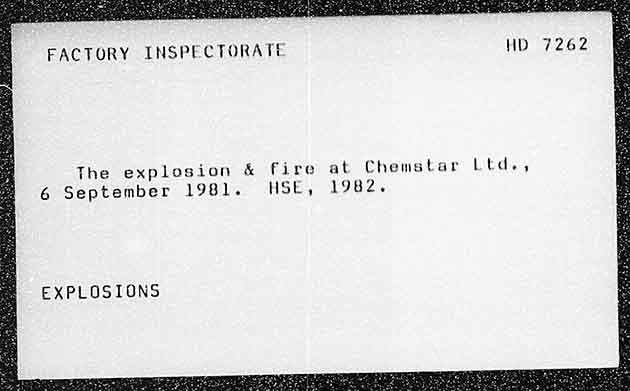 FACTORY INSPECTORATE HD 7262
The explosion & fire at Chemstar Ltd.,
6 September 1981. HSE, 1982.
EXPLOSIONS